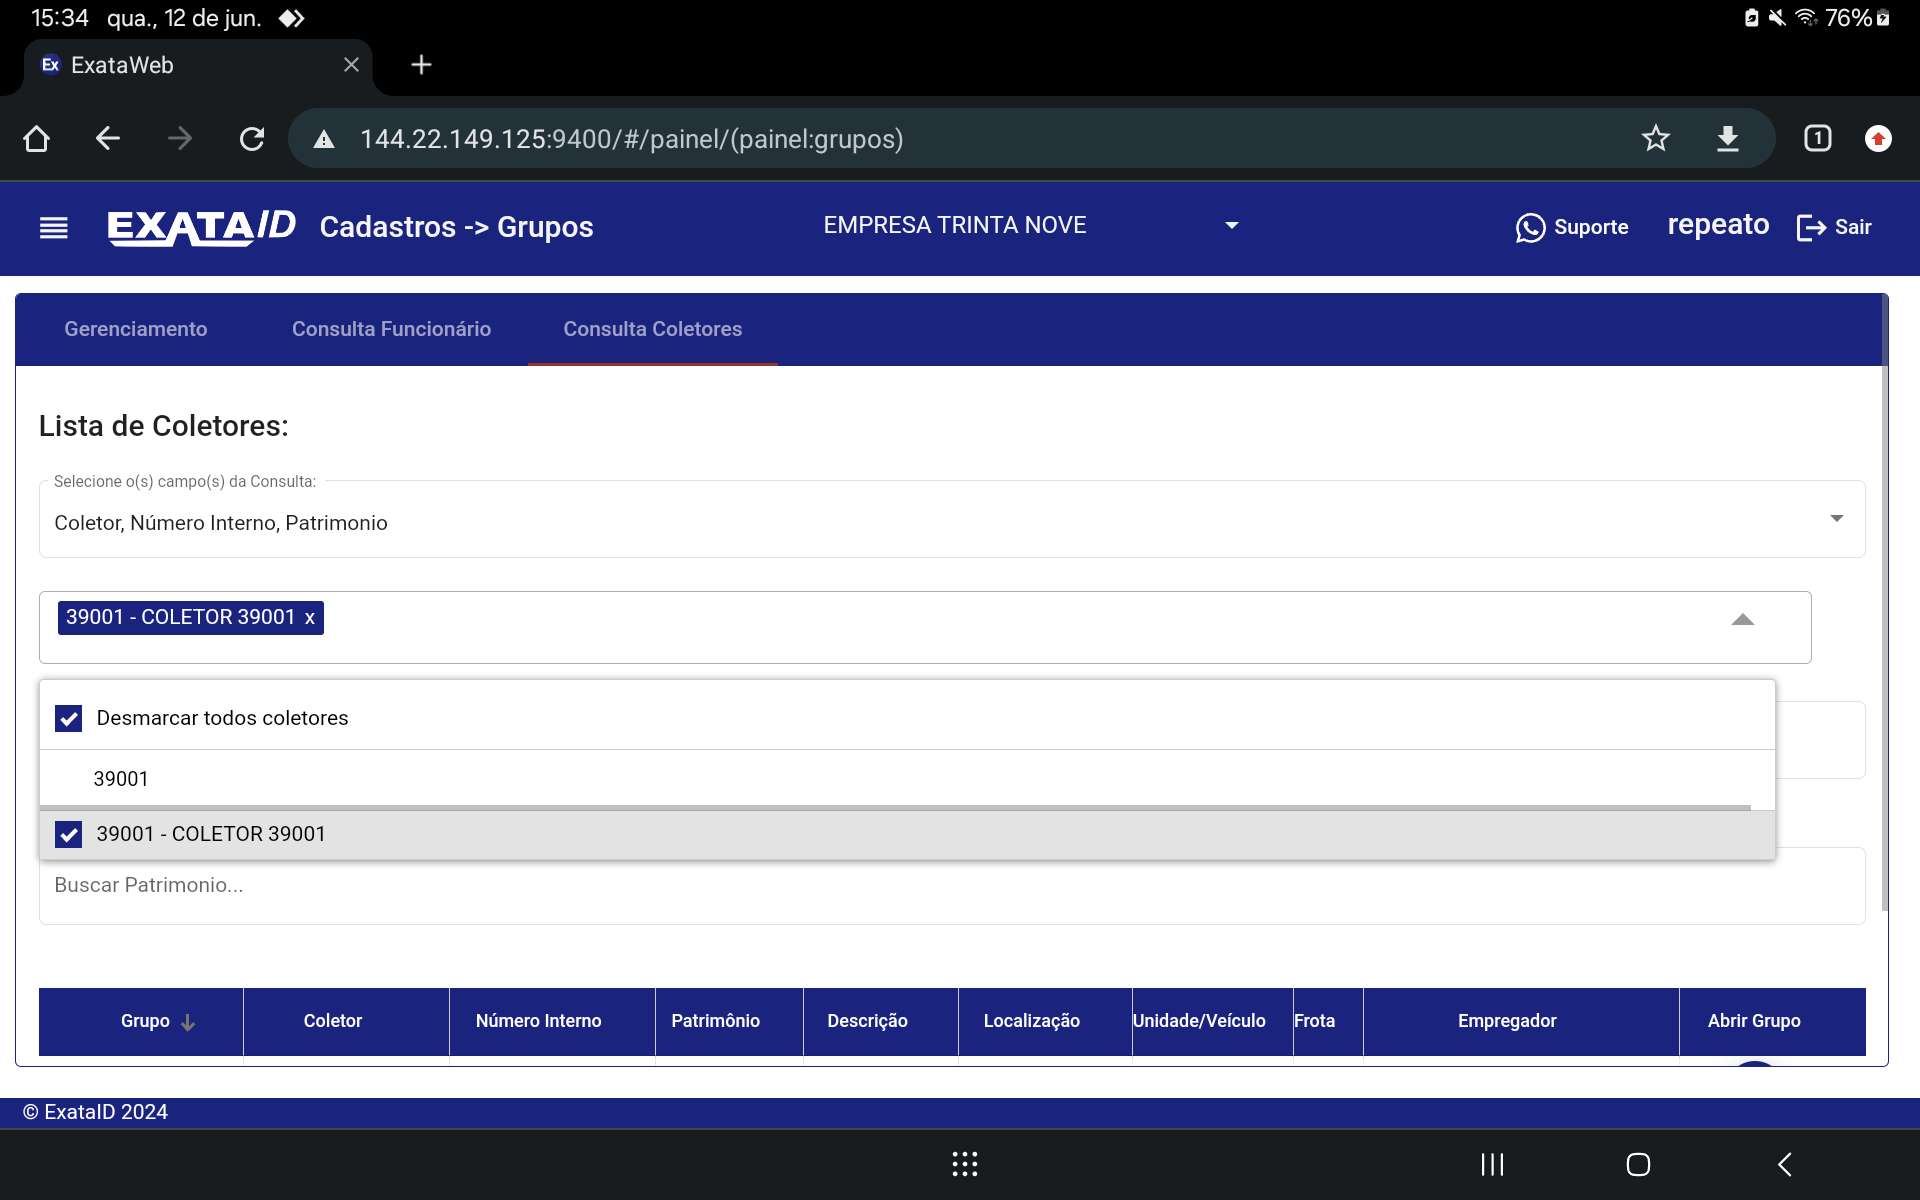 15:34 qua., 12 de jun.
76%
Ex ExataWeb
144.22.149.125:9400/#/painel/(painel:grupos)
1
EXATA/ID Cadastros -> Grupos EMPRESA TRINTA NOVE Suporte repeato Sair
Gerenciamento Consulta Funcionário Consulta Coletores
Lista de Coletores:
Selecione o(s) campo(s) da Consulta:
Coletor, Número Interno, Patrimonio
39001 - COLETOR 39001 x
Desmarcar todos coletores
39001
39001 - COLETOR 39001
Buscar Patrimonio...
Grupo Coletor Número Interno Patrimônio Descrição Localização Unidade/Veículo Frota Empregador Abrir Grupo
© ExataID 2024